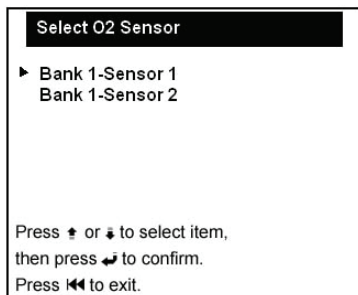 Select O2 Sensor
Bank 1-Sensor 1
Bank 1-Sensor 2
Press ⬆ or ⬇ to select item,
then press ↵ to confirm.
Press ⏮ to exit.